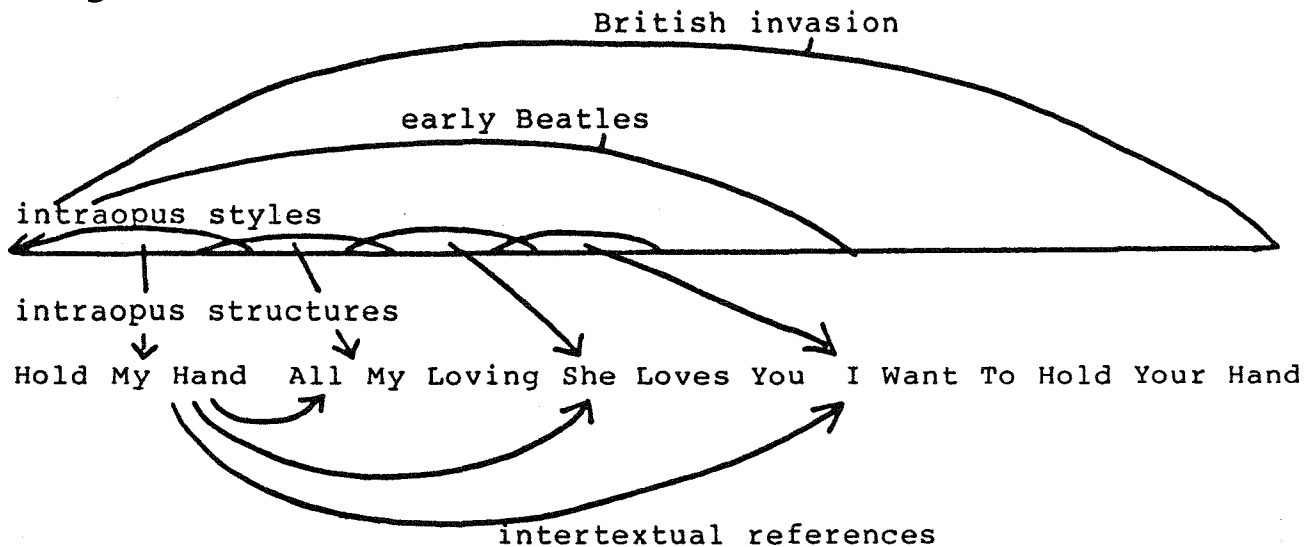 British invasion
early Beatles
intraopus styles
intraopus structures
Hold My Hand All My Loving She Loves You I Want To Hold Your Hand
intertextual references